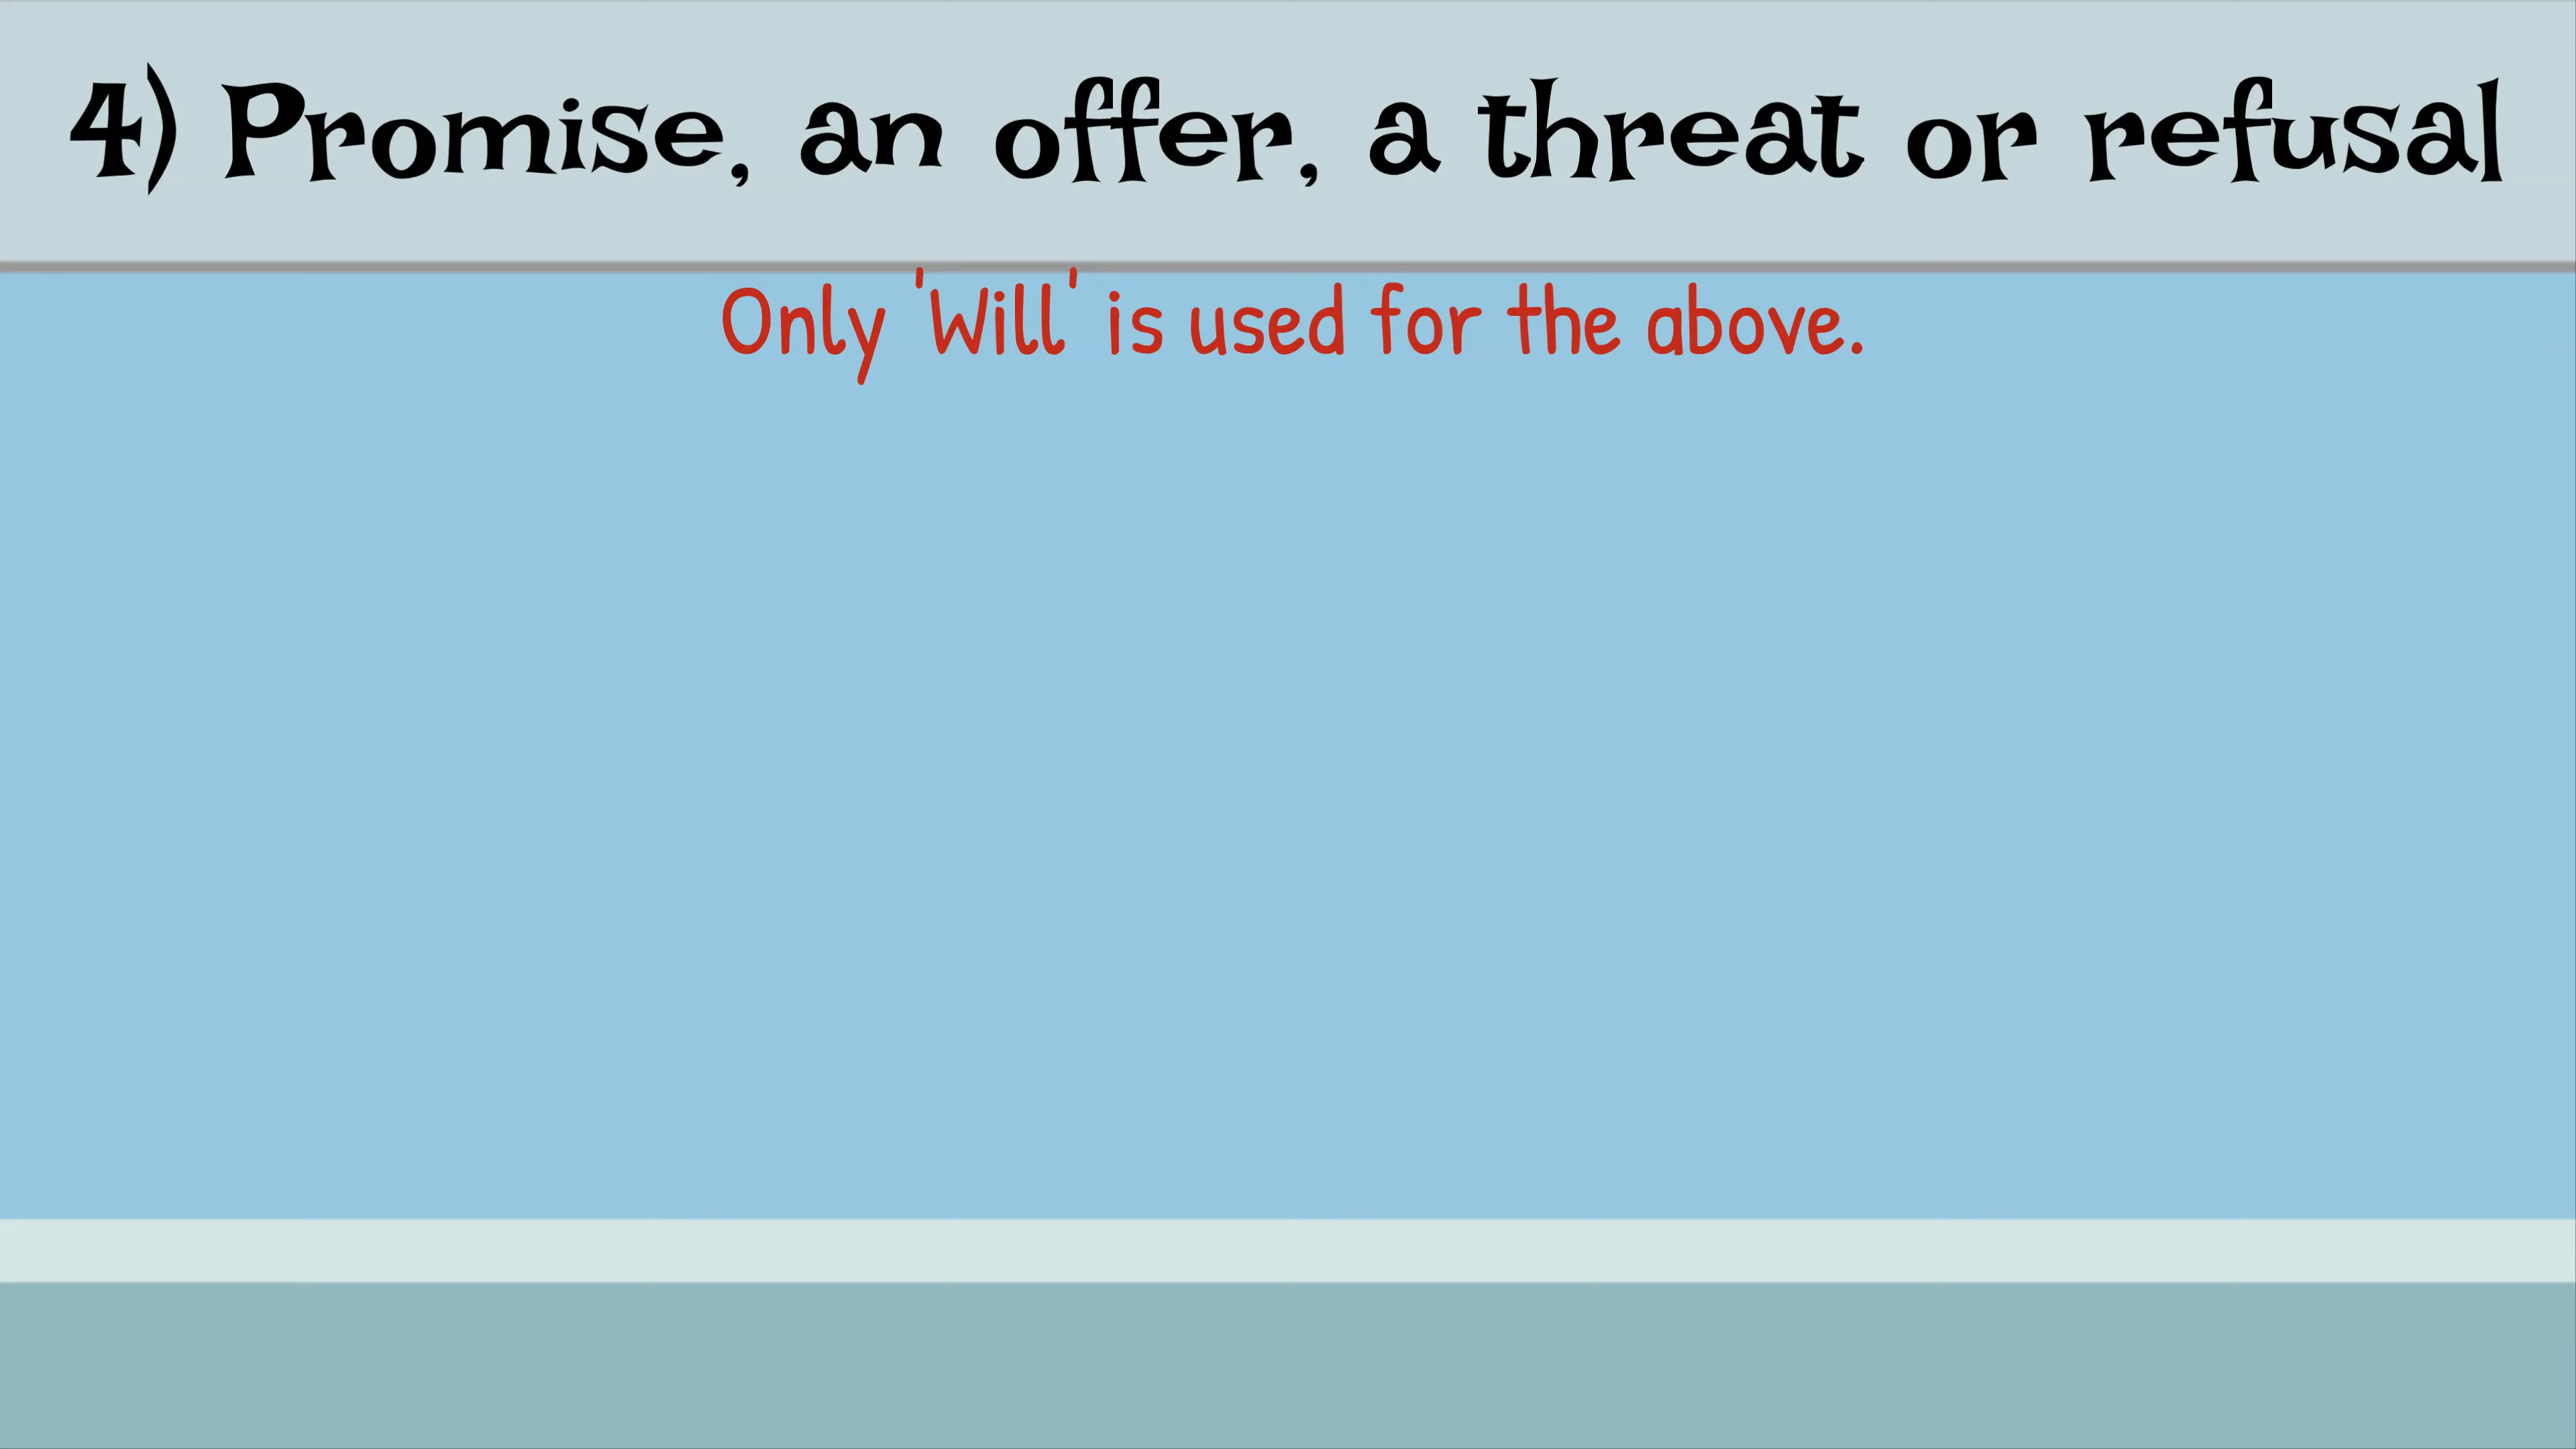 4) Promise, an offer, a threat or refusal
Only 'Will' is used for the above.